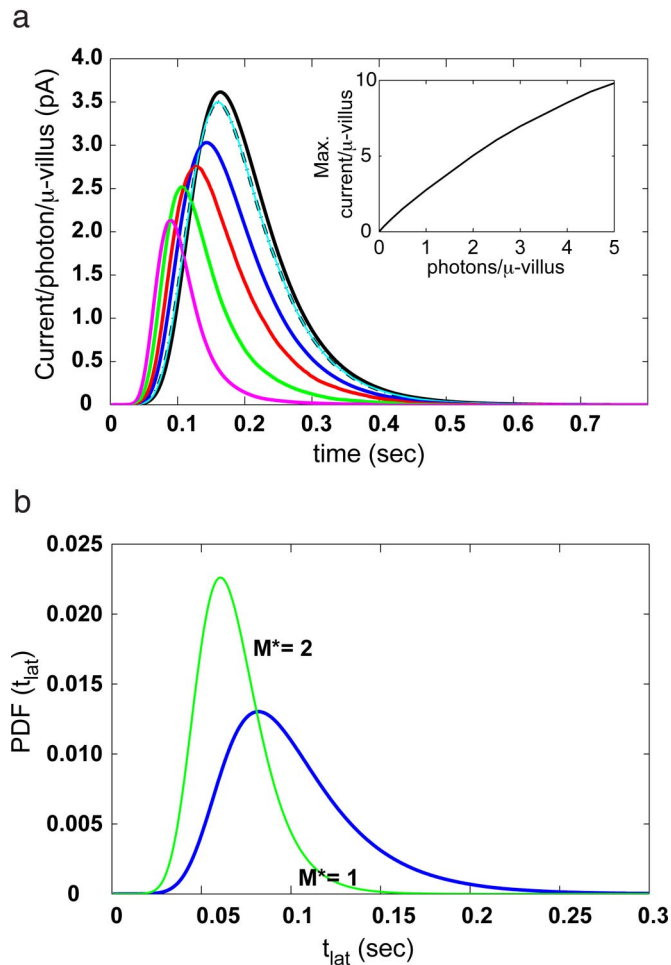 a
Current/photon/μ-villus (pA)
4.0
3.5
3.0
2.5
2.0
1.5
1.0
0.5
0
0 0.1 0.2 0.3 0.4 0.5 0.6 0.7
time (sec)
Max.
current/μ-villus
10
5
0
0 1 2 3 4 5
photons/μ-villus
b
PDF (t_lat)
0.025
0.020
0.015
0.010
0.005
0
M*= 2
M*= 1
0 0.05 0.1 0.15 0.2 0.25 0.3
t_lat (sec)